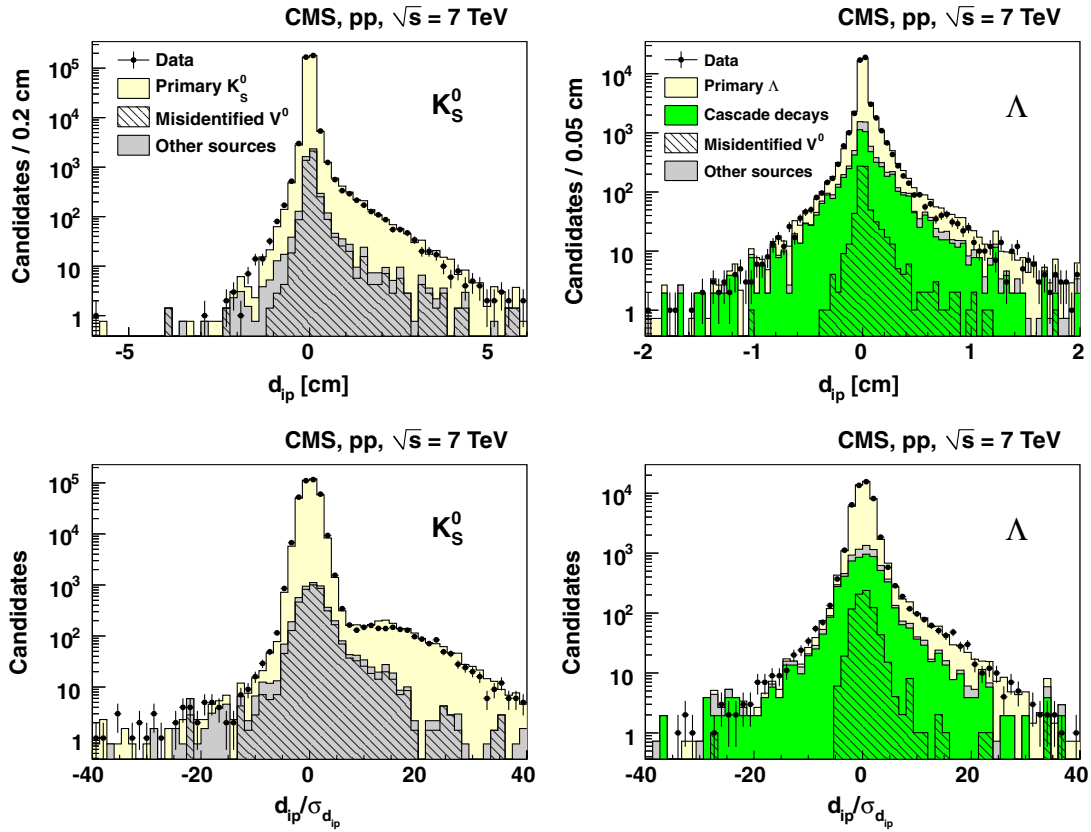 CMS, pp, √s = 7 TeV
Candidates / 0.2 cm
10⁵
10⁴
10³
10²
10
1
Data
Primary K⁰_S
Misidentified V⁰
Other sources
K⁰_S
-5 0 5
d_ip [cm]
CMS, pp, √s = 7 TeV
Candidates / 0.05 cm
10⁴
10³
10²
10
1
Data
Primary Λ
Cascade decays
Misidentified V⁰
Other sources
Λ
-2 -1 0 1 2
d_ip [cm]
CMS, pp, √s = 7 TeV
Candidates
10⁵
10⁴
10³
10²
10
1
K⁰_S
-40 -20 0 20 40
d_ip/σ_d_ip
CMS, pp, √s = 7 TeV
Candidates
10⁴
10³
10²
10
1
Λ
-40 -20 0 20 40
d_ip/σ_d_ip